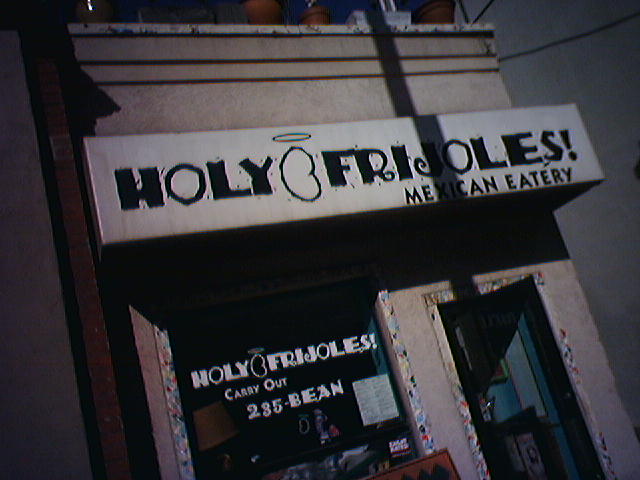 HOLY FRIJOLES!
MEXICAN EATERY
HOLY FRIJOLES!
CARRY OUT
235-BEAN